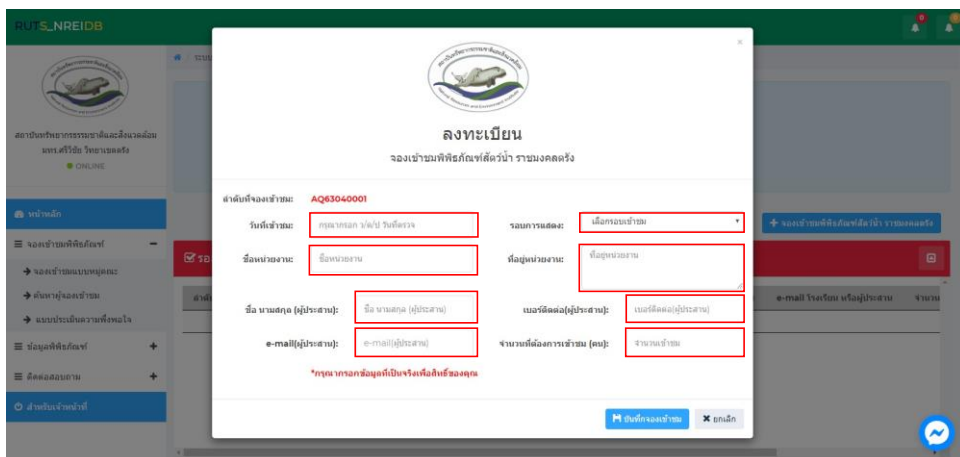 RUTS_NREIDB
0
0
สถาบันทรัพยากรธรรมชาติและสิ่งแวดล้อม
มทร.ศรีวิชัย วิทยาเขตตรัง
ONLINE
หน้าหลัก
จองเข้าชมพิพิธภัณฑ์
จองเข้าชมแบบหมู่คณะ
ค้นหาผู้จองเข้าชม
แบบประเมินความพึงพอใจ
ข้อมูลพิพิธภัณฑ์
ติดต่อสอบถาม
สำหรับเจ้าหน้าที่
ระบบ
ลงทะเบียน
จองเข้าชมพิพิธภัณฑ์สัตว์น้ำ ราชมงคลตรัง
ลำดับที่จองเข้าชม: AQ63040001
วันที่เข้าชม: กรุณากรอก ว/ด/ป
รอบการแสดง: เลือกรอบเข้าชม
ชื่อหน่วยงาน: ชื่อหน่วยงาน
ที่อยู่หน่วยงาน: ที่อยู่หน่วยงาน
ชื่อ นามสกุล (ผู้ประสาน): ชื่อ นามสกุล (ผู้ประสาน)
เบอร์ติดต่อ(ผู้ประสาน): เบอร์ติดต่อ(ผู้ประสาน)
e-mail(ผู้ประสาน): e-mail(ผู้ประสาน)
จำนวนที่ต้องการเข้าชม (คน): จำนวนเข้าชม
*กรุณากรอกข้อมูลที่เป็นจริงเพื่อสิทธิ์ของคุณ
บันทึกจองเข้าชม
ยกเลิก
จองเข้าชมพิพิธภัณฑ์สัตว์น้ำ ราชมงคลตรัง
e-mail โรงเรียน หรือผู้ประสาน